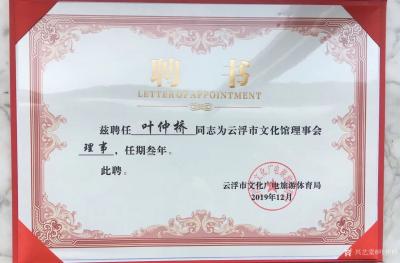 聘 书
LETTER OF APPOINTMENT
兹聘任 叶仲桥 同志为云浮市文化馆理事会
理事，任期叁年。
此聘。
云浮市文化广电旅游体育局
2019年12月